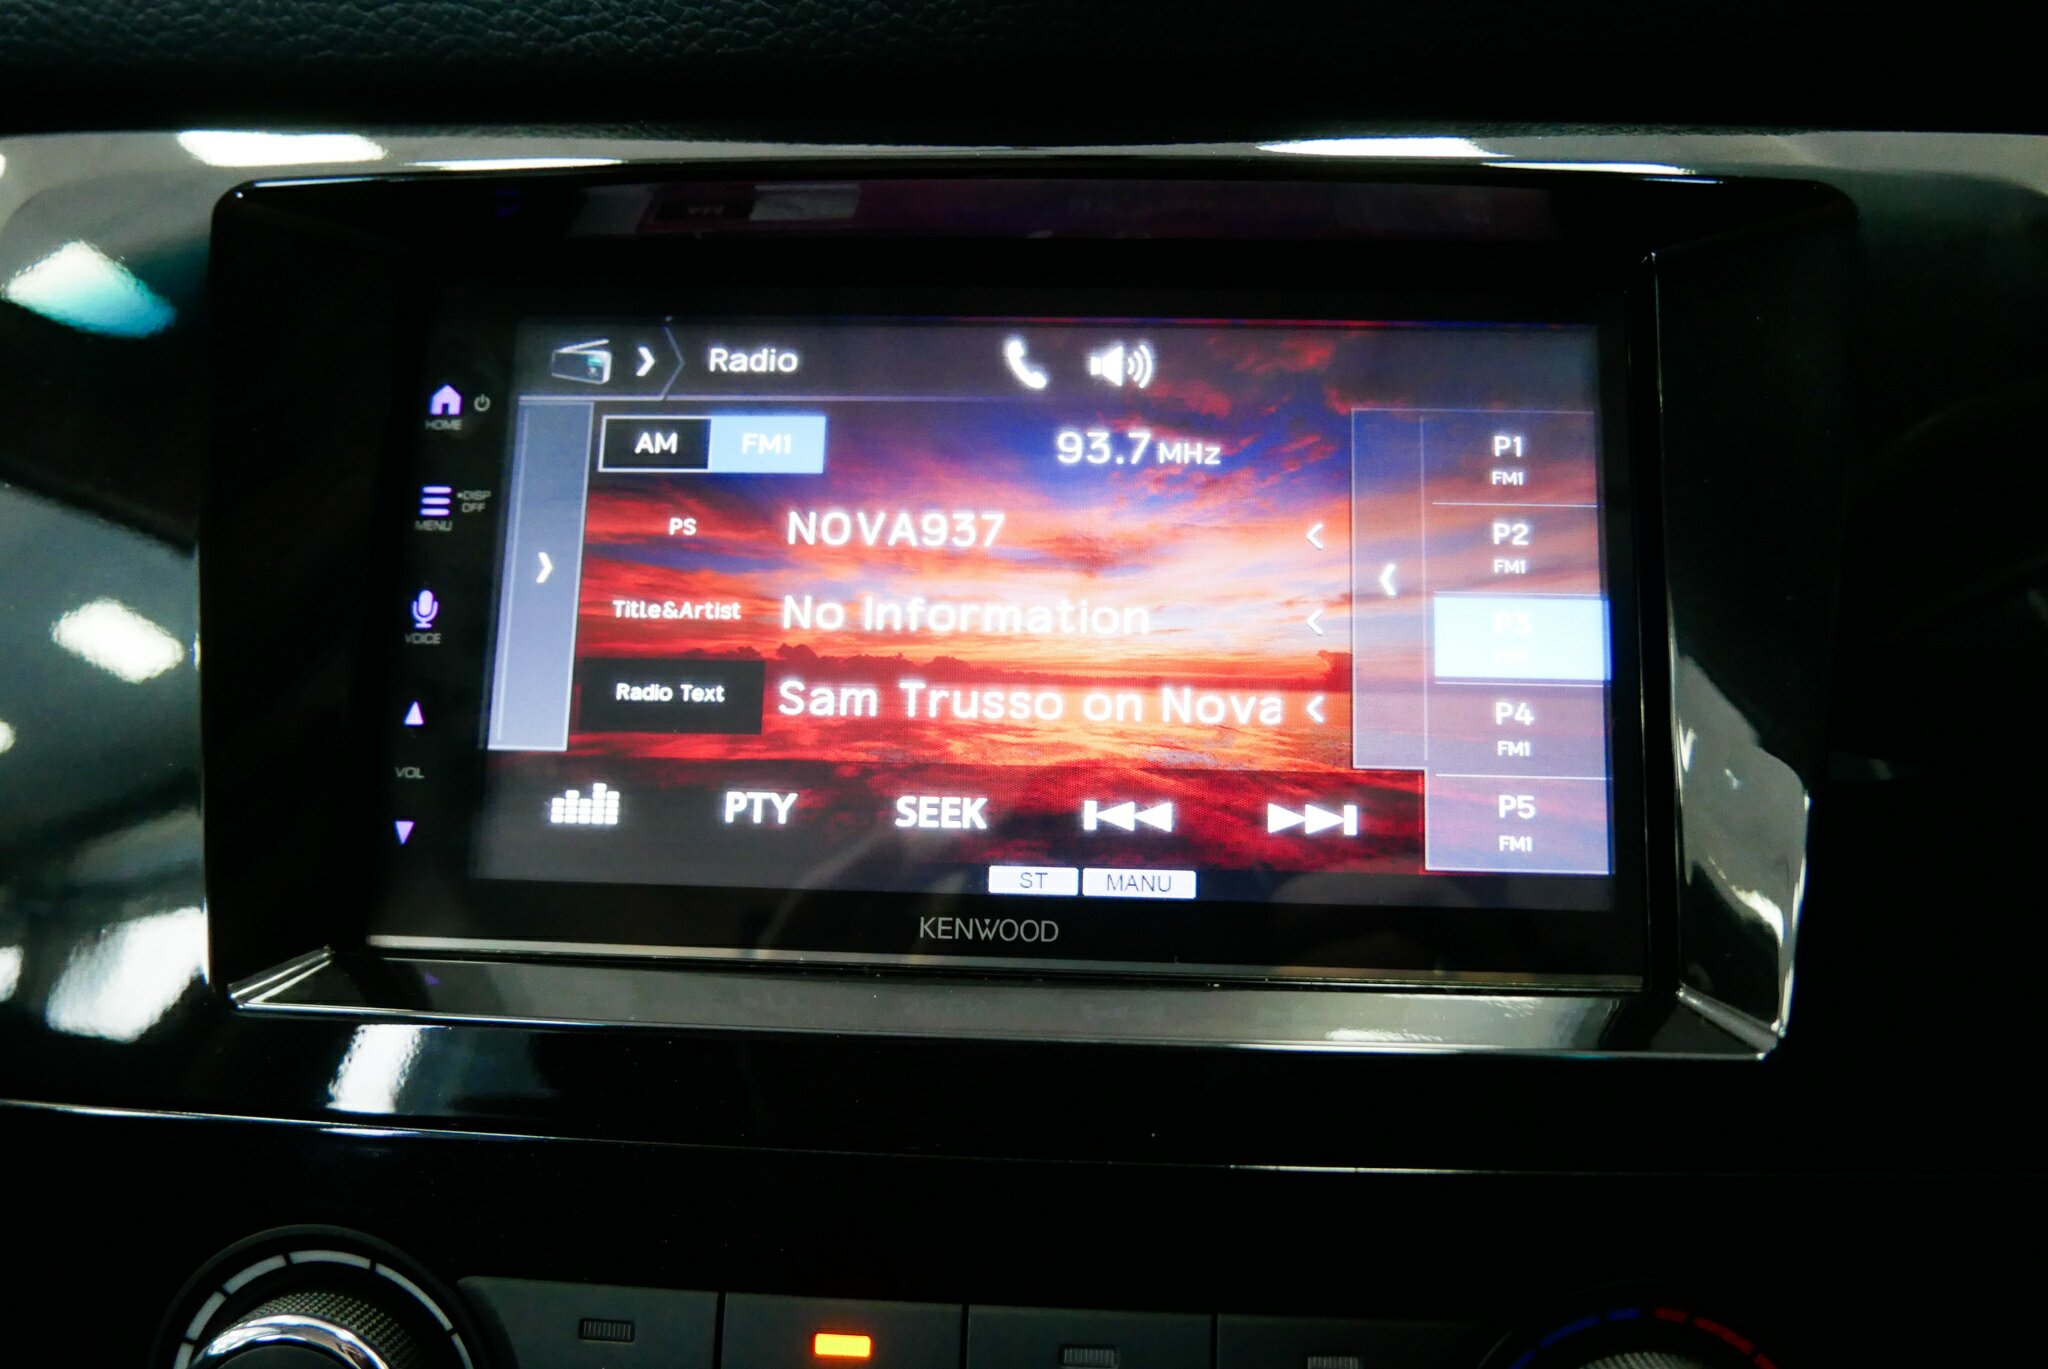 Radio
HOME
AM FM1 93.7 MHz
DISP OFF
MENU
PS NOVA937
VOICE
Title&Artist No Information
Radio Text Sam Trusso on Nova
VOL
PTY SEEK
P1
FM1
P2
FM1
P3
P4
FM1
P5
FM1
ST MANU
KENWOOD